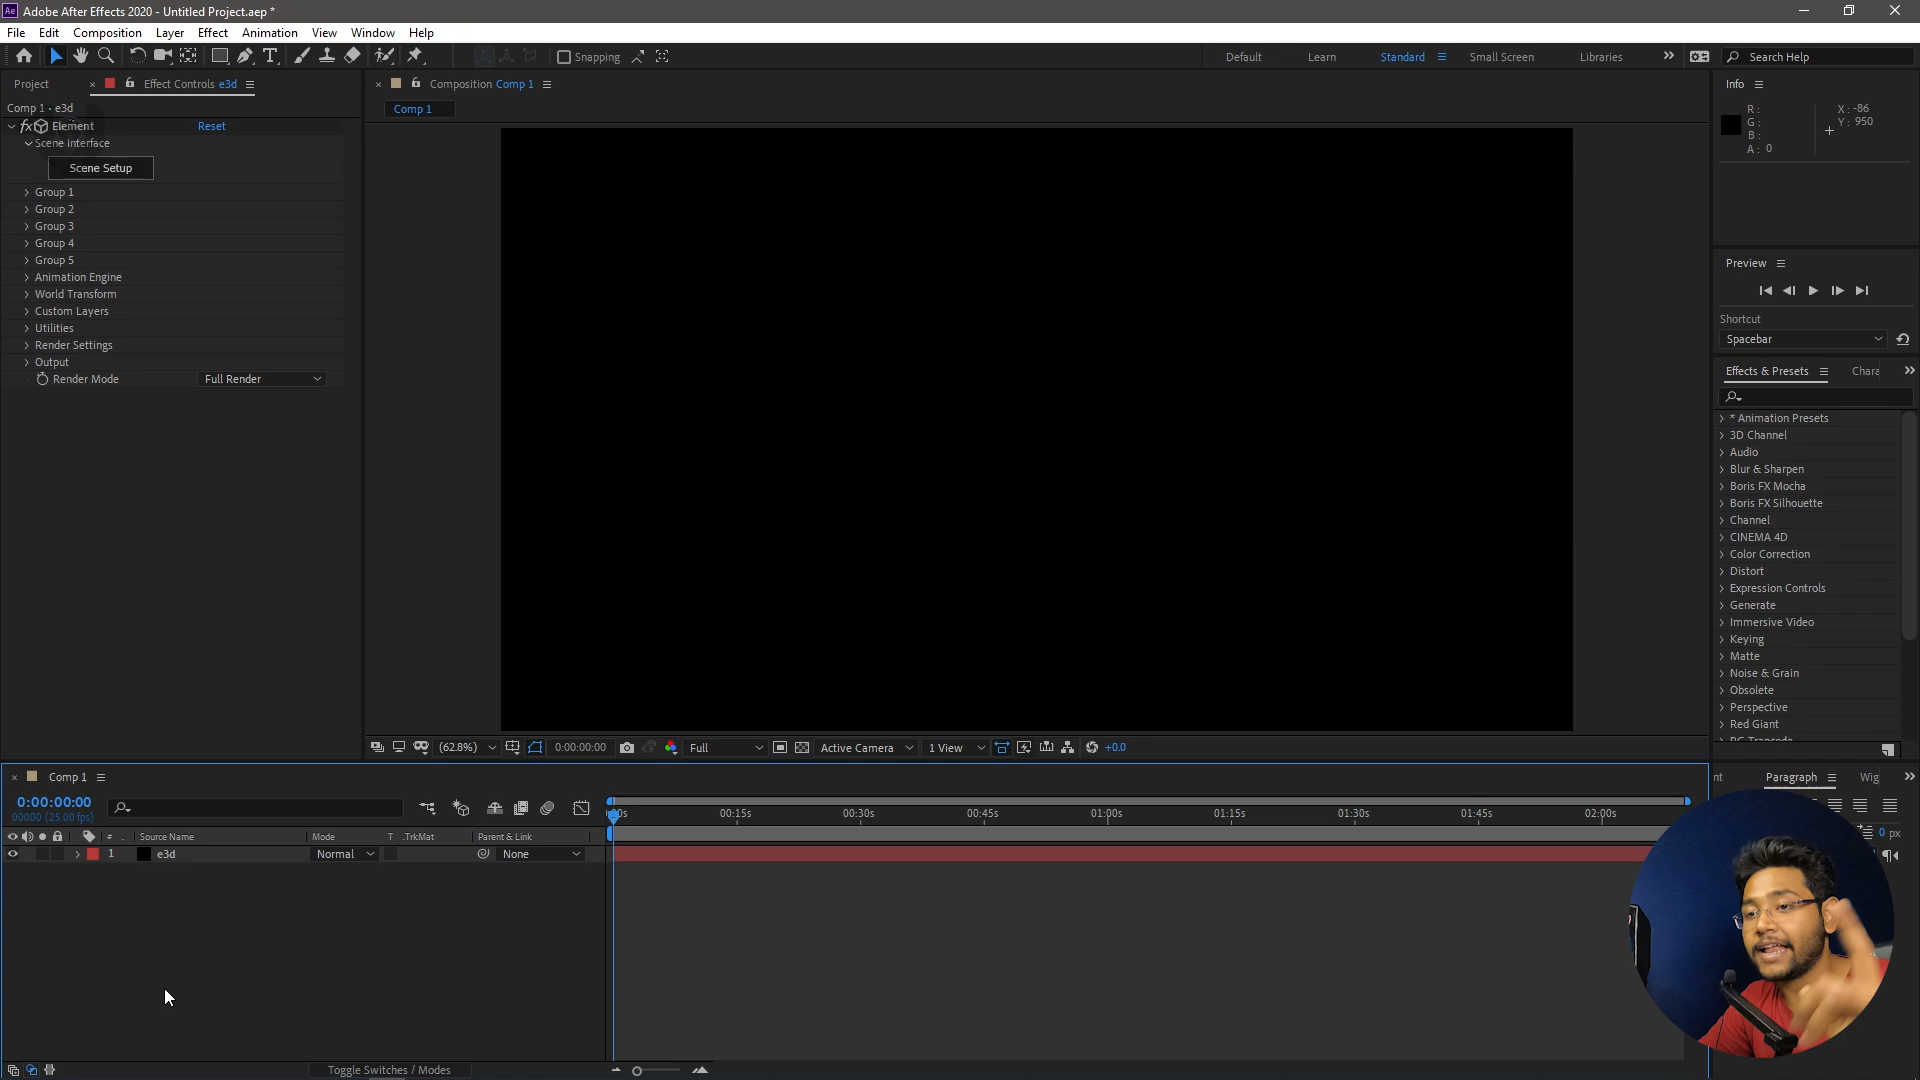 Ae Adobe After Effects 2020 - Untitled Project.aep *
File Edit Composition Layer Effect Animation View Window Help
Snapping
Default Learn Standard Small Screen Libraries
Search Help
Project
Effect Controls e3d
Comp 1 • e3d
fx Element Reset
Scene Interface
Scene Setup
Group 1
Group 2
Group 3
Group 4
Group 5
Animation Engine
World Transform
Custom Layers
Utilities
Render Settings
Output
Render Mode Full Render
Composition Comp 1
Comp 1
(62.8%) 0:00:00:00 Full Active Camera 1 View +0.0
Info
R :
G :
B :
A : 0
X : -86
Y : 950
Preview
Shortcut
Spacebar
Effects & Presets Chara
* Animation Presets
3D Channel
Audio
Blur & Sharpen
Boris FX Mocha
Boris FX Silhouette
Channel
CINEMA 4D
Color Correction
Distort
Expression Controls
Generate
Immersive Video
Keying
Matte
Noise & Grain
Obsolete
Perspective
Red Giant
Comp 1
0:00:00:00
00000 (25.00 fps)
00:15s 00:30s 00:45s 01:00s 01:15s 01:30s 01:45s 02:00s
# Source Name Mode T .TrkMat Parent & Link
1 e3d Normal None
Toggle Switches / Modes
nt Paragraph Wig
0 px